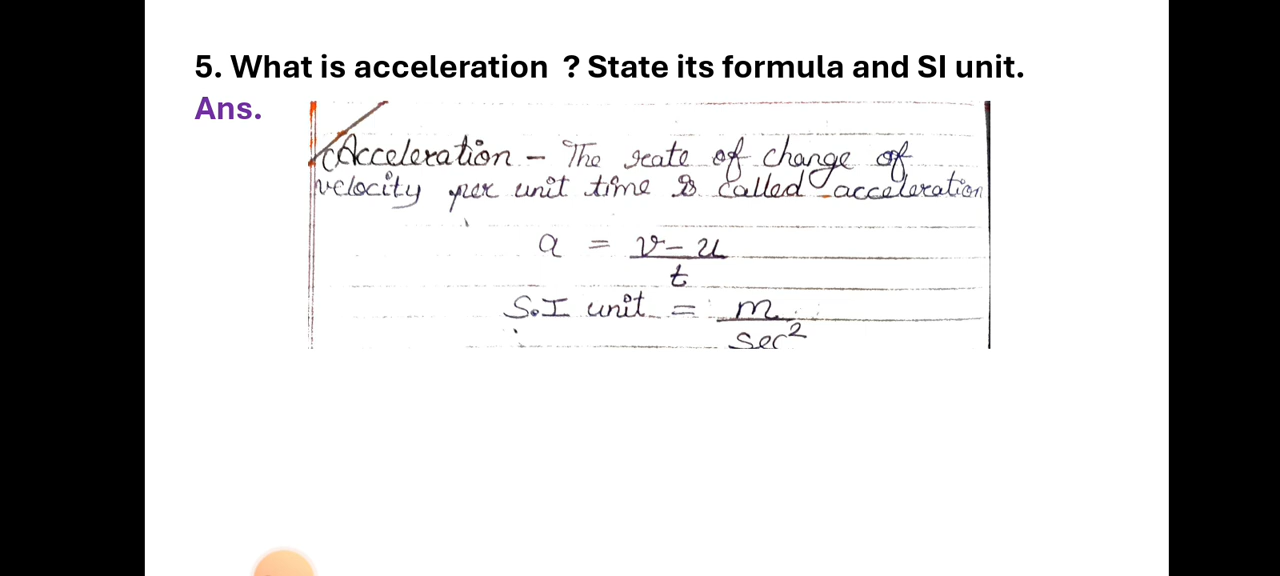 5. What is acceleration ? State its formula and SI unit.
Ans.
Acceleration - The rate of change of
velocity per unit time is called acceleration
a = v-u
t
S.I unit = m
sec²